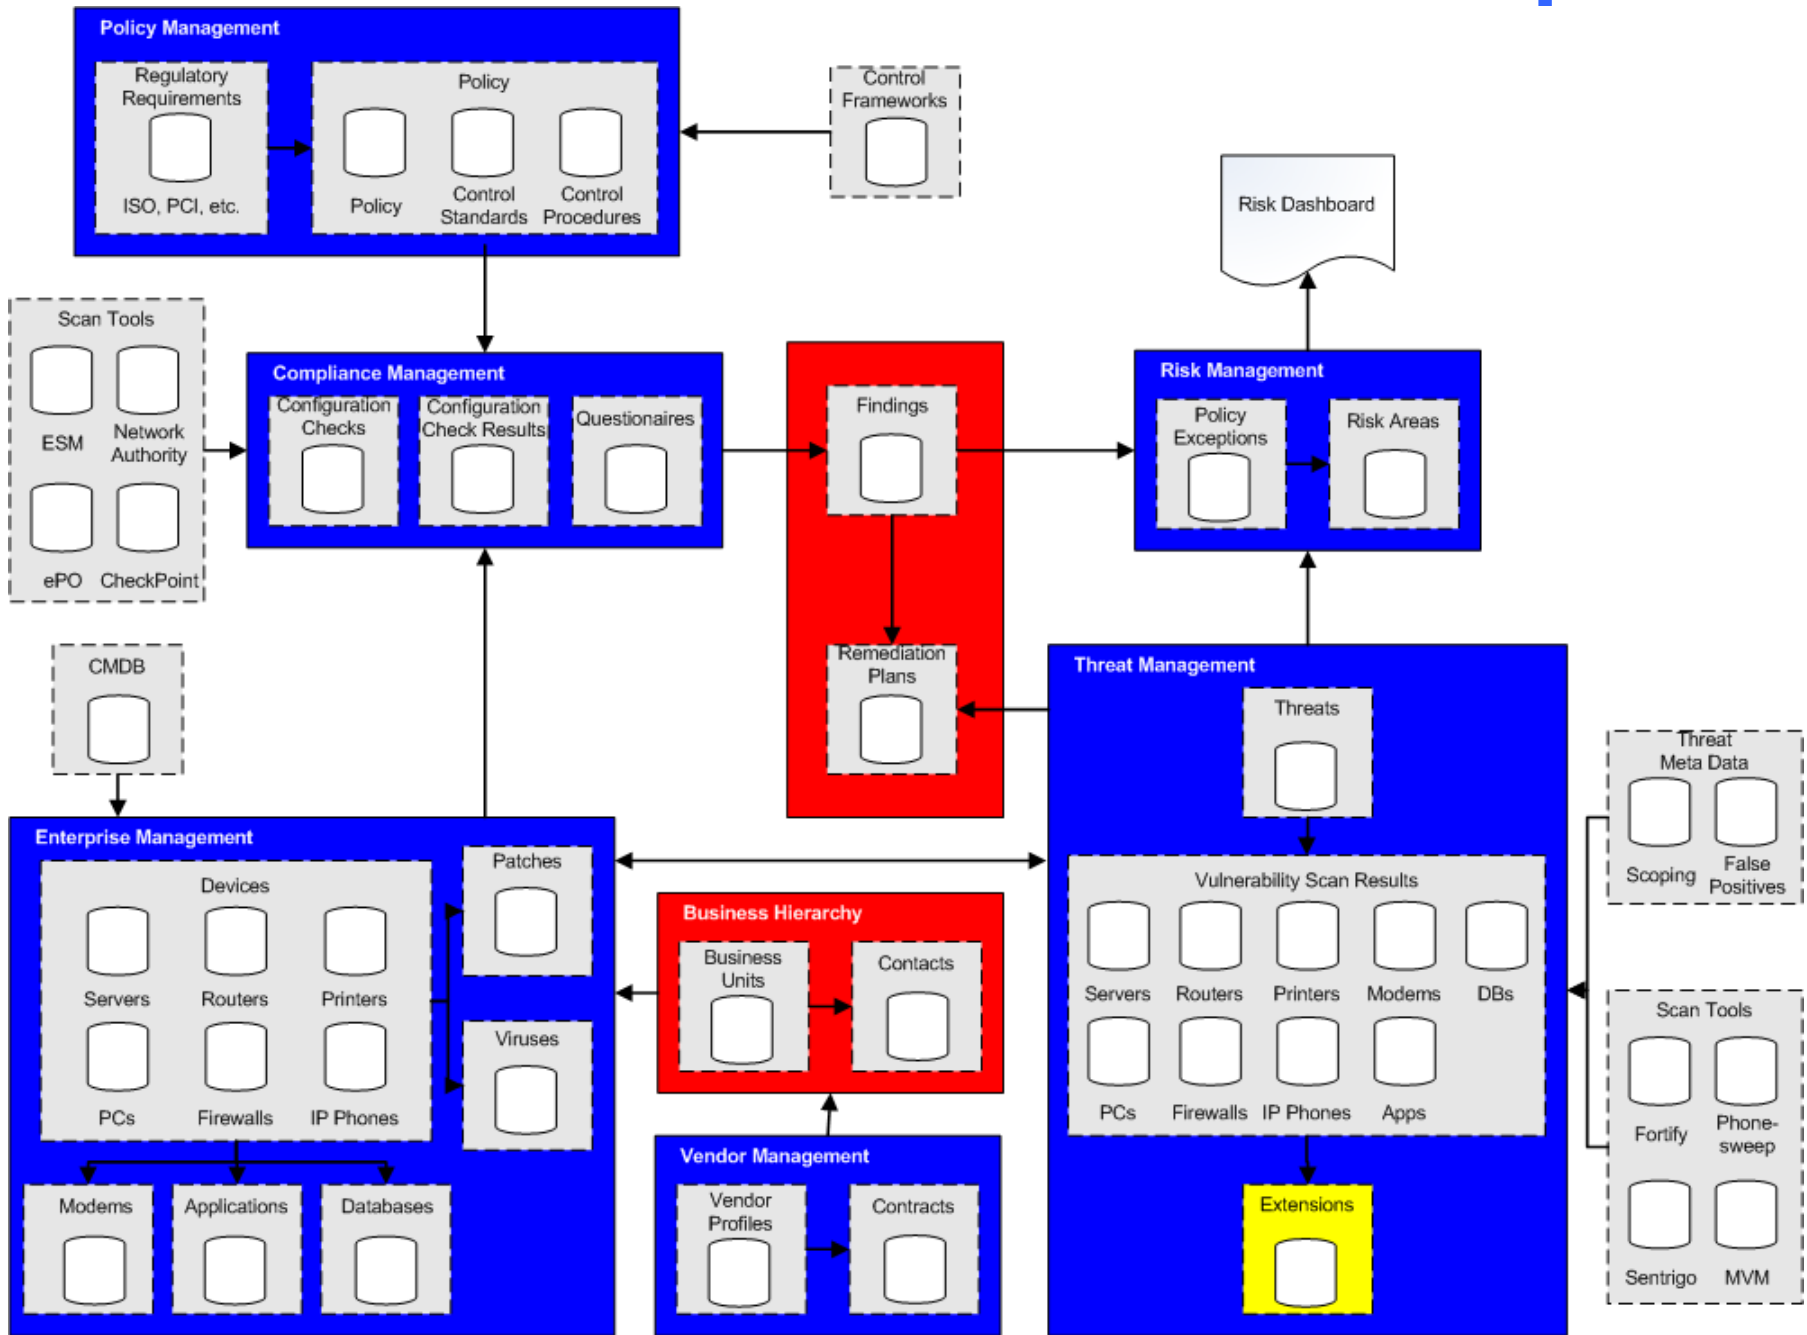 Policy Management
Regulatory
Requirements
ISO, PCI, etc.
Policy
Policy
Control
Standards
Control
Procedures
Control
Frameworks
Risk Dashboard
Scan Tools
ESM
Network
Authority
ePO
CheckPoint
Compliance Management
Configuration
Checks
Configuration
Check Results
Questionaires
Findings
Remediation
Plans
Risk Management
Policy
Exceptions
Risk Areas
CMDB
Enterprise Management
Devices
Servers
Routers
Printers
PCs
Firewalls
IP Phones
Patches
Viruses
Modems
Applications
Databases
Business Hierarchy
Business
Units
Contacts
Vendor Management
Vendor
Profiles
Contracts
Threat Management
Threats
Vulnerability Scan Results
Servers
Routers
Printers
Modems
DBs
PCs
Firewalls
IP Phones
Apps
Extensions
Threat
Meta Data
Scoping
False
Positives
Scan Tools
Fortify
Phone-
sweep
Sentrigo
MVM